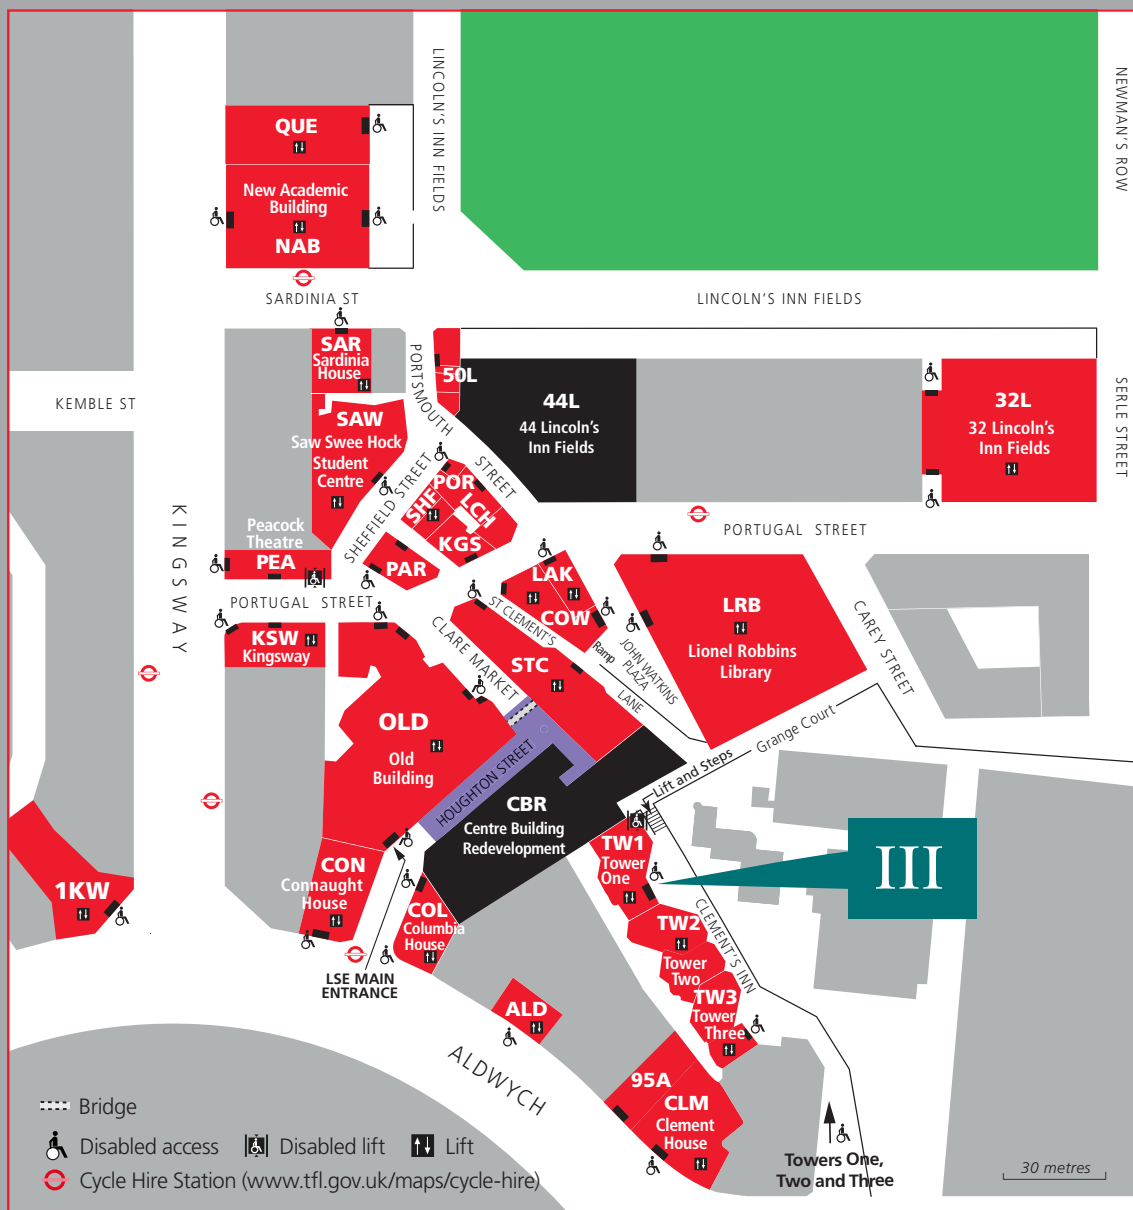 LINCOLN'S INN FIELDS
NEWMAN'S ROW
QUE
New Academic
Building
NAB
SARDINIA ST
LINCOLN'S INN FIELDS
SAR
Sardinia
House
PORTSMOUTH
STREET
50L
44L
44 Lincoln's
Inn Fields
32L
32 Lincoln's
Inn Fields
SERLE STREET
KEMBLE ST
SAW
Saw Swee Hock
Student
Centre
SHEFFIELD STREET
POR
SHF
LCH
KGS
PAR
KINGSWAY
Peacock
Theatre
PEA
PORTUGAL STREET
PORTUGAL STREET
KSW
Kingsway
CLARE MARKET
ST CLEMENT'S
LANE
LAK
COW
Ramp
JOHN WATKINS
PLAZA
LRB
Lionel Robbins
Library
CAREY STREET
STC
OLD
Old
Building
HOUGHTON STREET
Grange Court
Lift and Steps
CBR
Centre Building
Redevelopment
TW1
Tower
One
III
CON
Connaught
House
1KW
COL
Columbia
House
TW2
Tower
Two
CLEMENT'S INN
LSE MAIN
ENTRANCE
TW3
Tower
Three
ALD
ALDWYCH
95A
CLM
Clement
House
Towers One,
Two and Three
30 metres
Bridge
Disabled access
Disabled lift
Lift
Cycle Hire Station (www.tfl.gov.uk/maps/cycle-hire)